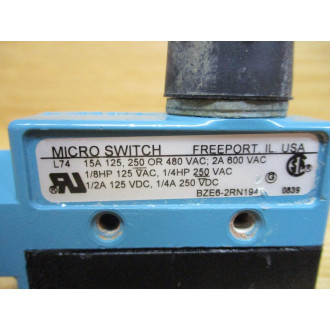 MICRO SWITCH FREEPORT, IL USA
L74 15A 125, 250 OR 480 VAC; 2A 600 VAC
1/8HP 125 VAC, 1/4HP 250 VAC
1/2A 125 VDC, 1/4A 250 VDC
BZE6-2RN194 0839